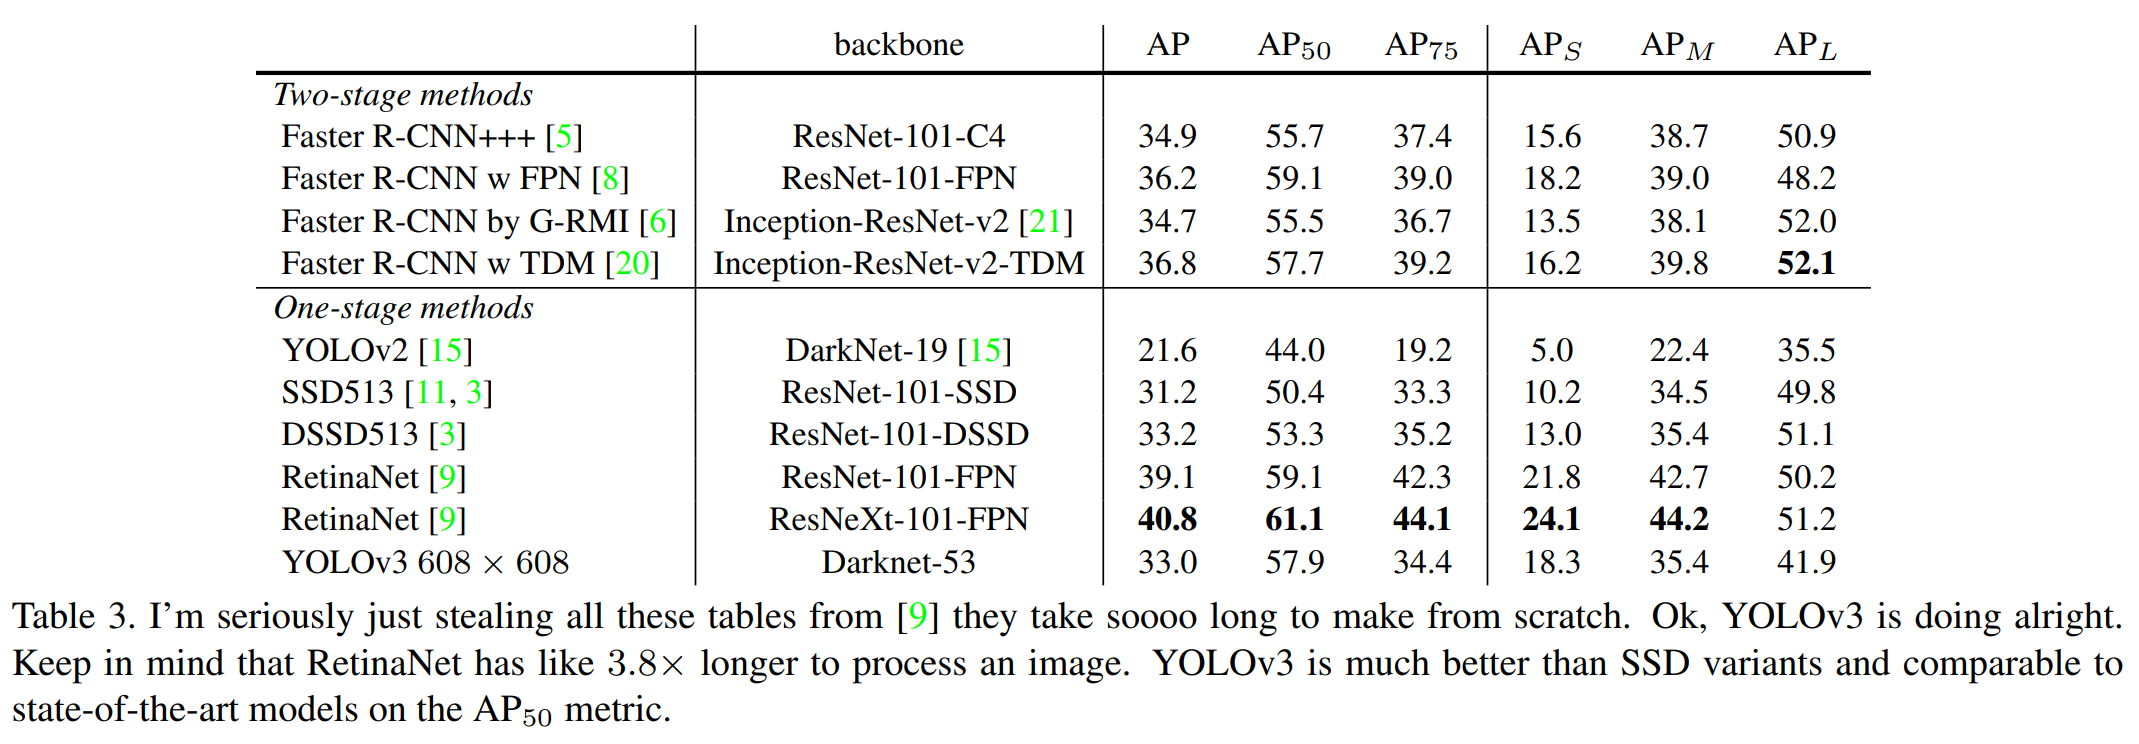 backbone AP AP50 AP75 APS APM APL
Two-stage methods
Faster R-CNN+++ [5] ResNet-101-C4 34.9 55.7 37.4 15.6 38.7 50.9
Faster R-CNN w FPN [8] ResNet-101-FPN 36.2 59.1 39.0 18.2 39.0 48.2
Faster R-CNN by G-RMI [6] Inception-ResNet-v2 [21] 34.7 55.5 36.7 13.5 38.1 52.0
Faster R-CNN w TDM [20] Inception-ResNet-v2-TDM 36.8 57.7 39.2 16.2 39.8 52.1
One-stage methods
YOLOv2 [15] DarkNet-19 [15] 21.6 44.0 19.2 5.0 22.4 35.5
SSD513 [11, 3] ResNet-101-SSD 31.2 50.4 33.3 10.2 34.5 49.8
DSSD513 [3] ResNet-101-DSSD 33.2 53.3 35.2 13.0 35.4 51.1
RetinaNet [9] ResNet-101-FPN 39.1 59.1 42.3 21.8 42.7 50.2
RetinaNet [9] ResNeXt-101-FPN 40.8 61.1 44.1 24.1 44.2 51.2
YOLOv3 608 × 608 Darknet-53 33.0 57.9 34.4 18.3 35.4 41.9
Table 3. I'm seriously just stealing all these tables from [9] they take soooo long to make from scratch. Ok, YOLOv3 is doing alright.
Keep in mind that RetinaNet has like 3.8× longer to process an image. YOLOv3 is much better than SSD variants and comparable to
state-of-the-art models on the AP50 metric.